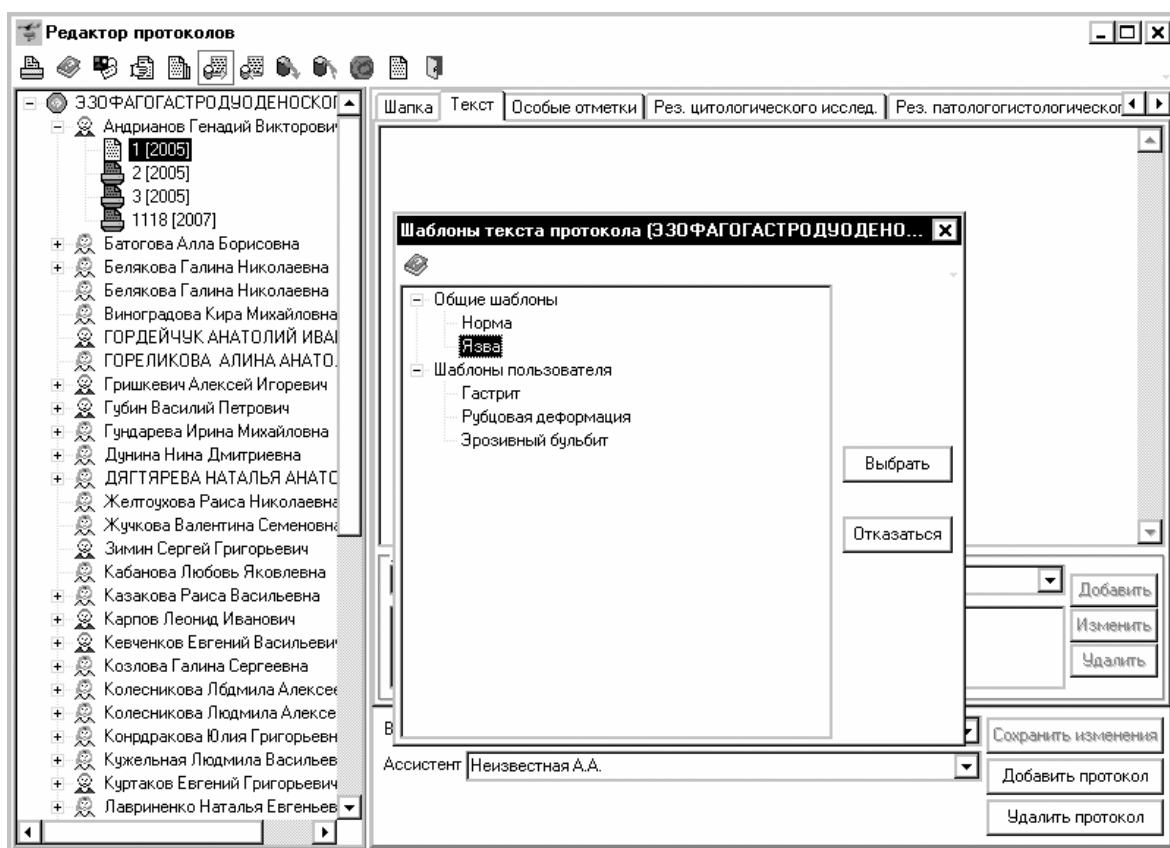 Редактор протоколов
ЭЗОФАГОГАСТРОДУОДЕНОСКОГ
Андрианов Генадий Викторович
1 [2005]
2 [2005]
3 [2005]
1118 [2007]
Батогова Алла Борисовна
Белякова Галина Николаевна
Белякова Галина Николаевна
Виноградова Кира Михайловна
ГОРДЕЙЧУК АНАТОЛИЙ ИВАН
ГОРЕЛИКОВА АЛИНА АНАТО.
Гришкевич Алексей Игоревич
Губин Василий Петрович
Гундарева Ирина Михайловна
Дунина Нина Дмитриевна
ДЯГТЯРЕВА НАТАЛЬЯ АНАТО
Желтоухова Раиса Николаевна
Жучкова Валентина Семеновна
Зимин Сергей Григорьевич
Кабанова Любовь Яковлевна
Казакова Раиса Васильевна
Карпов Леонид Иванович
Кевченков Евгений Васильевич
Козлова Галина Сергеевна
Колесникова Лбдмила Алексее
Колесникова Людмила Алексе
Конрдракова Юлия Григорьевн
Кужельная Людмила Васильев
Куртаков Евгений Григорьевич
Лавриненко Наталья Евгеньев
Шапка Текст Особые отметки Рез. цитологического исслед. Рез. патологогистологическог
Шаблоны текста протокола (ЭЗОФАГОГАСТРОДУОДЕНО...
Общие шаблоны
Норма
Язва
Шаблоны пользователя
Гастрит
Рубцовая деформация
Эрозивный бульбит
Выбрать
Отказаться
Добавить
Изменить
Удалить
В
Ассистент Неизвестная А.А.
Сохранить изменения
Добавить протокол
Удалить протокол